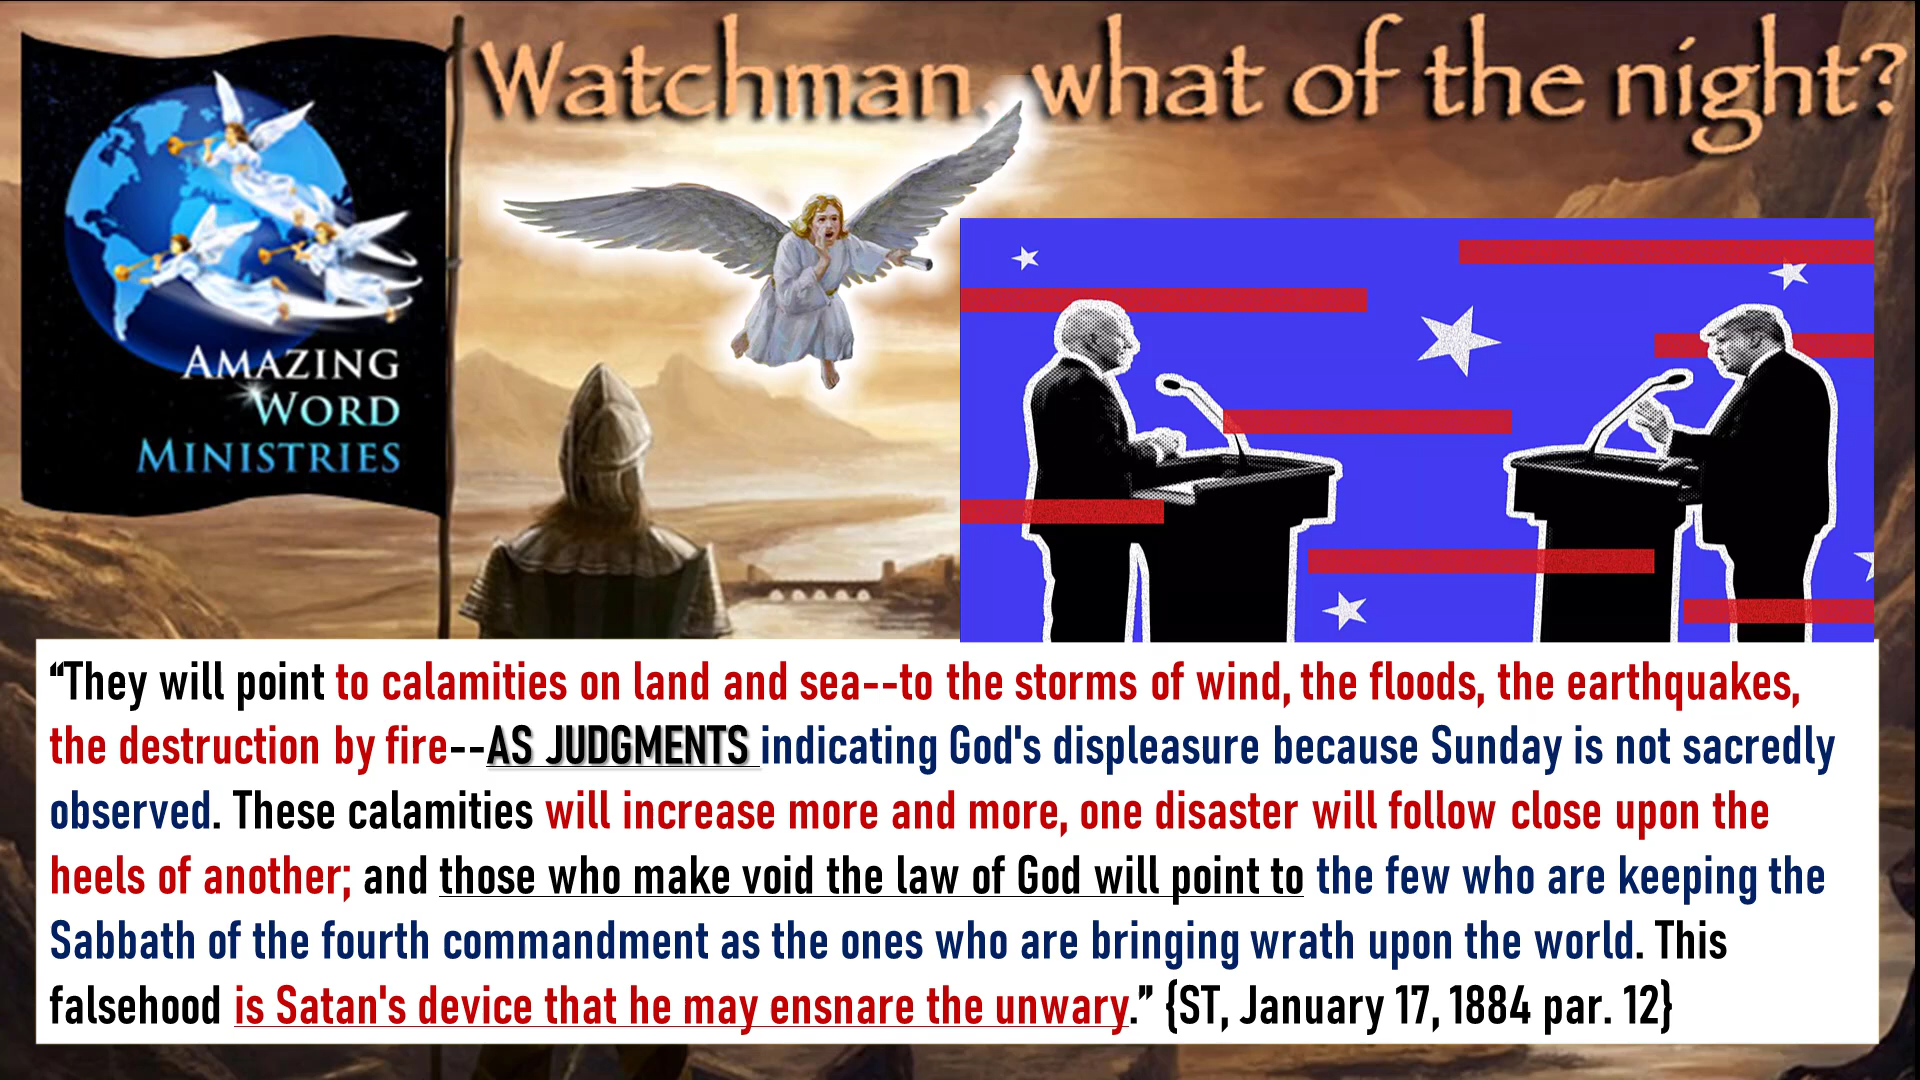 Watchman, what of the night?
AMAZING
WORD
MINISTRIES
“They will point to calamities on land and sea--to the storms of wind, the floods, the earthquakes,
the destruction by fire--AS JUDGMENTS indicating God's displeasure because Sunday is not sacredly
observed. These calamities will increase more and more, one disaster will follow close upon the
heels of another; and those who make void the law of God will point to the few who are keeping the
Sabbath of the fourth commandment as the ones who are bringing wrath upon the world. This
falsehood is Satan's device that he may ensnare the unwary.” {ST, January 17, 1884 par. 12}